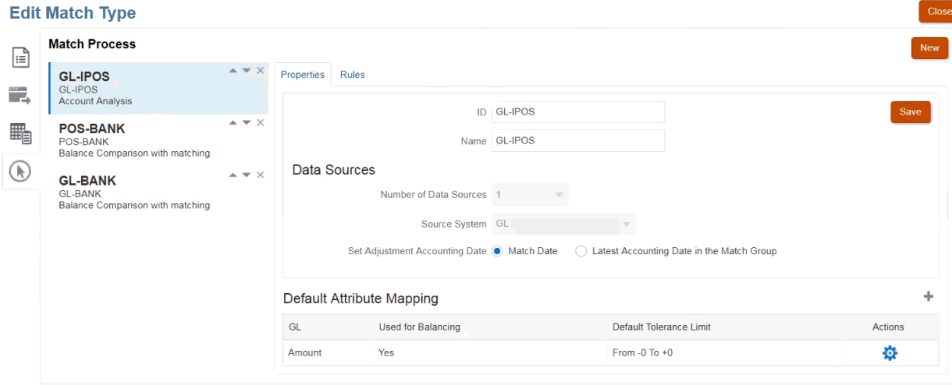 Edit Match Type
Close
Match Process
New
GL-IPOS
GL-IPOS
Account Analysis
POS-BANK
POS-BANK
Balance Comparison with matching
GL-BANK
GL-BANK
Balance Comparison with matching
Properties Rules
ID GL-IPOS
Save
Name GL-IPOS
Data Sources
Number of Data Sources 1
Source System GL
Set Adjustment Accounting Date Match Date Latest Accounting Date in the Match Group
Default Attribute Mapping
GL Used for Balancing Default Tolerance Limit Actions
Amount Yes From -0 To +0